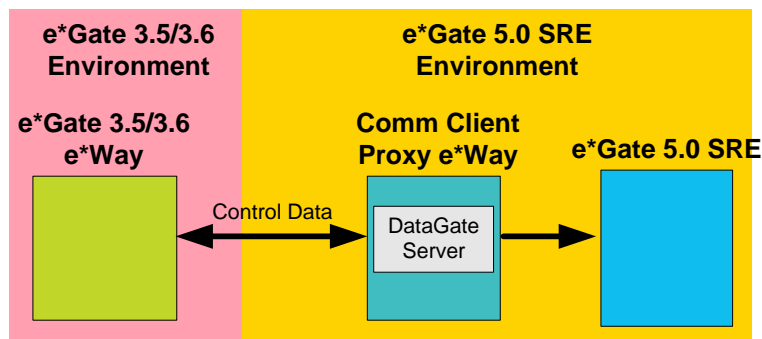 e*Gate 3.5/3.6
Environment
e*Gate 5.0 SRE
Environment
e*Gate 3.5/3.6
e*Way
Comm Client
Proxy e*Way
e*Gate 5.0 SRE
Control Data
DataGate
Server